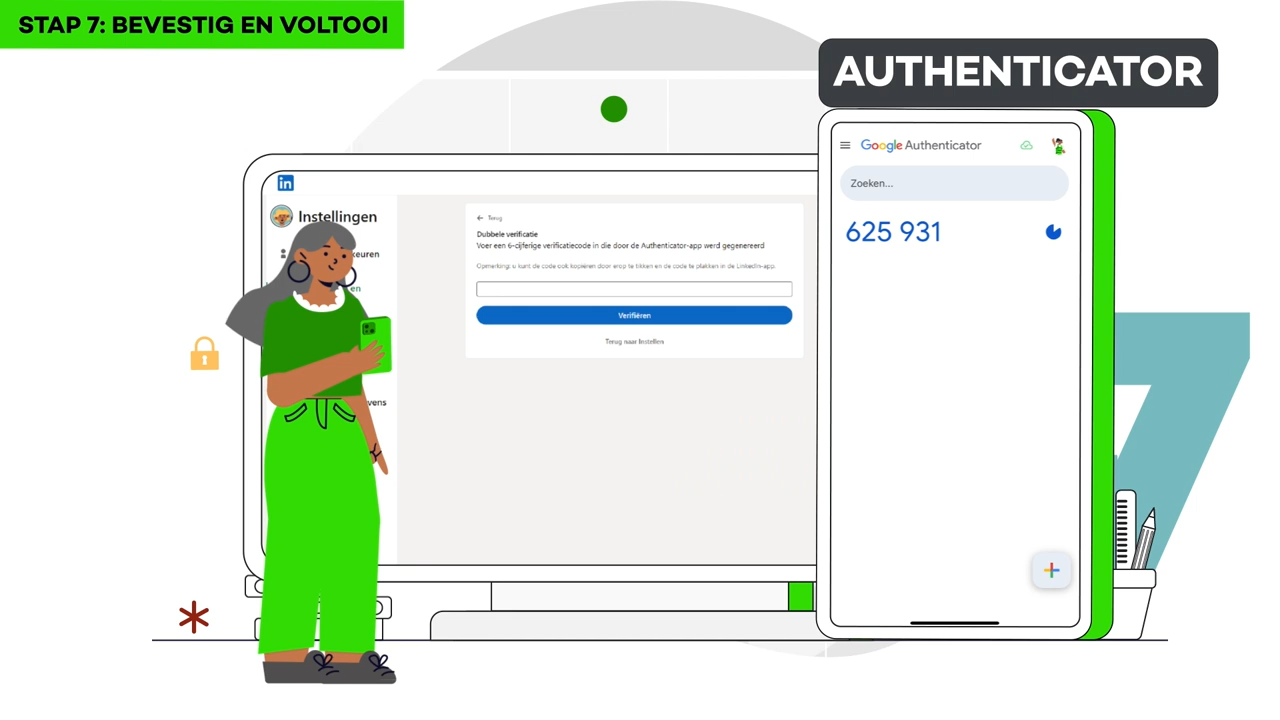 STAP 7: BEVESTIG EN VOLTOOI
AUTHENTICATOR
Google Authenticator
Zoeken...
625 931
in
Instellingen
keuren
en
vens
Terug
Dubbele verificatie
Voer een 6-cijferige verificatiecode in die door de Authenticator-app werd gegenereerd
Opmerking: u kunt de code ook kopiëren door erop te tikken en de code te plakken in de LinkedIn-app.
Verifiëren
Terug naar Instellen
7